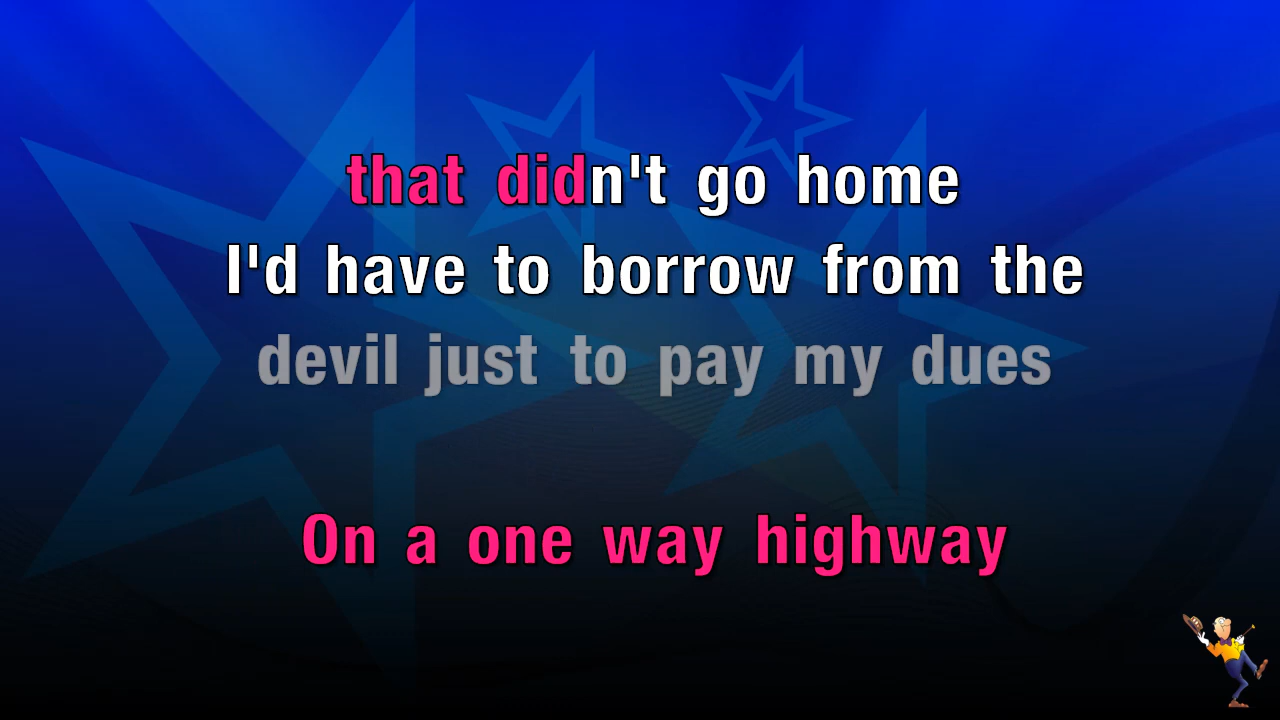 that didn't go home
I'd have to borrow from the
devil just to pay my dues
On a one way highway